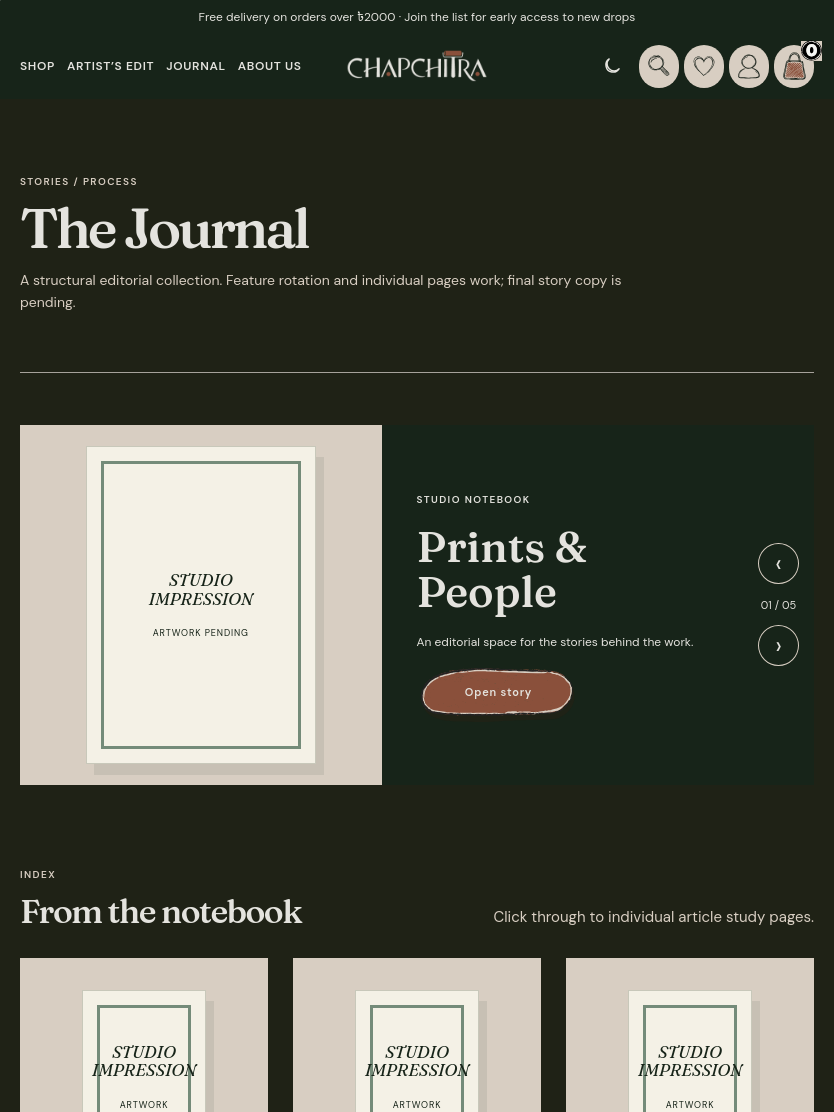 Free delivery on orders over ৳2000 · Join the list for early access to new drops
SHOP ARTIST’S EDIT JOURNAL ABOUT US
CHAPCHITRA
0
STORIES / PROCESS
The Journal
A structural editorial collection. Feature rotation and individual pages work; final story copy is
pending.
STUDIO
IMPRESSION
ARTWORK PENDING
STUDIO NOTEBOOK
Prints &
People
An editorial space for the stories behind the work.
Open story
‹
01 / 05
›
INDEX
From the notebook
Click through to individual article study pages.
STUDIO
IMPRESSION
ARTWORK
STUDIO
IMPRESSION
ARTWORK
STUDIO
IMPRESSION
ARTWORK